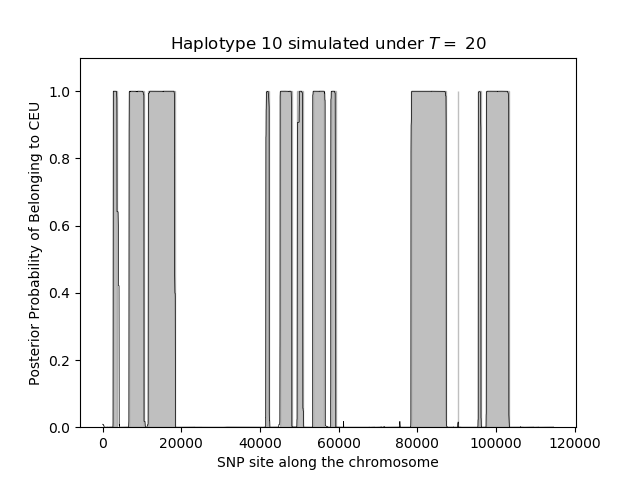 Haplotype 10 simulated under T = 20
Posterior Probability of Belonging to CEU
1.0
0.8
0.6
0.4
0.2
0.0
0 20000 40000 60000 80000 100000 120000
SNP site along the chromosome